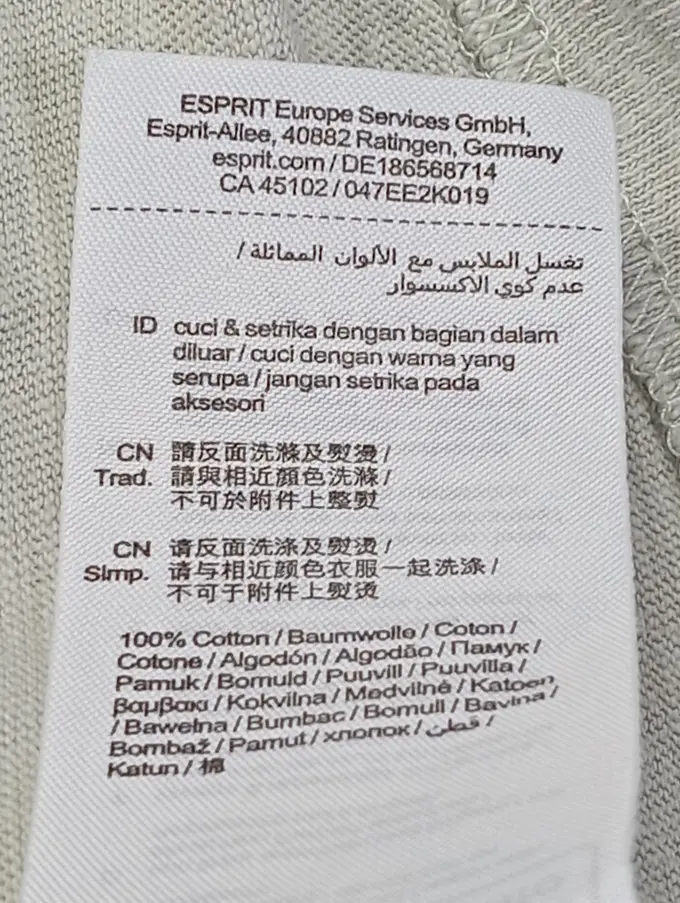 ESPRIT Europe Services GmbH,
Esprit-Allee, 40882 Ratingen, Germany
esprit.com / DE186568714
CA 45102 / 047EE2K019
تغسل الملابس مع الألوان المماثلة /
عدم كوي الاكسسوار
ID cuci & setrika dengan bagian dalam
diluar / cuci dengan warna yang
serupa / jangan setrika pada
aksesori
CN 請反面洗滌及熨燙 /
Trad. 請與相近顏色洗滌 /
不可於附件上整熨
CN 请反面洗涤及熨烫 /
Simp. 请与相近颜色衣服一起洗涤 /
不可于附件上熨烫
100% Cotton / Baumwolle / Coton /
Cotone / Algodón / Algodão / Памук /
Pamuk / Bomuld / Puuvill / Puuvilla /
Βαμβακι / Kokvilna / Medvilnė / Katoen
/ Bawełna / Bumbac / Bomull / Bavlna /
Bombaž / Pamut / хлопок / قطن /
Katun / 棉